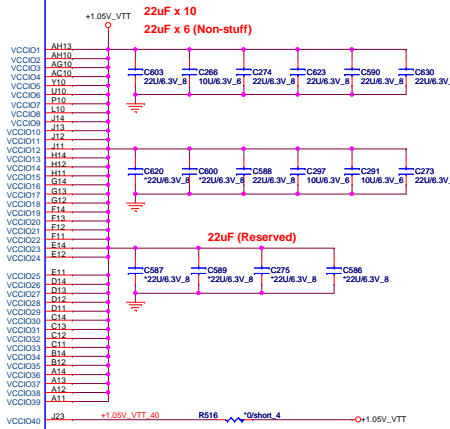 22uF x 10
+1.05V_VTT
22uF x 6 (Non-stuff)
VCCIO1 AH13
VCCIO2 AH10
VCCIO3 AG10
VCCIO4 AC10
VCCIO5 Y10
VCCIO6 U10
VCCIO7 P10
VCCIO8 L10
VCCIO9 J14
VCCIO10 J13
VCCIO11 J12
VCCIO12 J11
VCCIO13 H14
VCCIO14 H12
VCCIO15 H11
VCCIO16 G14
VCCIO17 G13
VCCIO18 G12
VCCIO19 F14
VCCIO20 F13
VCCIO21 F12
VCCIO22 F11
VCCIO23 E14
VCCIO24 E12
VCCIO25 E11
VCCIO26 D14
VCCIO27 D13
VCCIO28 D12
VCCIO29 D11
VCCIO30 C14
VCCIO31 C13
VCCIO32 C12
VCCIO33 C11
VCCIO34 B14
VCCIO35 B12
VCCIO36 A14
VCCIO37 A13
VCCIO38 A12
VCCIO39 A11
VCCIO40 J23
C603 C266 C274 C623 C590 C630
22U/6.3V_8 10U/6.3V_6 22U/6.3V_8 22U/6.3V_8 22U/6.3V_8 22U/6.3V_
C620 C600 C588 C297 C291 C273
*22U/6.3V_8 *22U/6.3V_8 22U/6.3V_8 10U/6.3V_6 10U/6.3V_6 22U/6.3V_
22uF (Reserved)
C587 C589 C275 C586
*22U/6.3V_8 *22U/6.3V_8 *22U/6.3V_8 *22U/6.3V_8
+1.05V_VTT_40 R516 *0/short_4 +1.05V_VTT